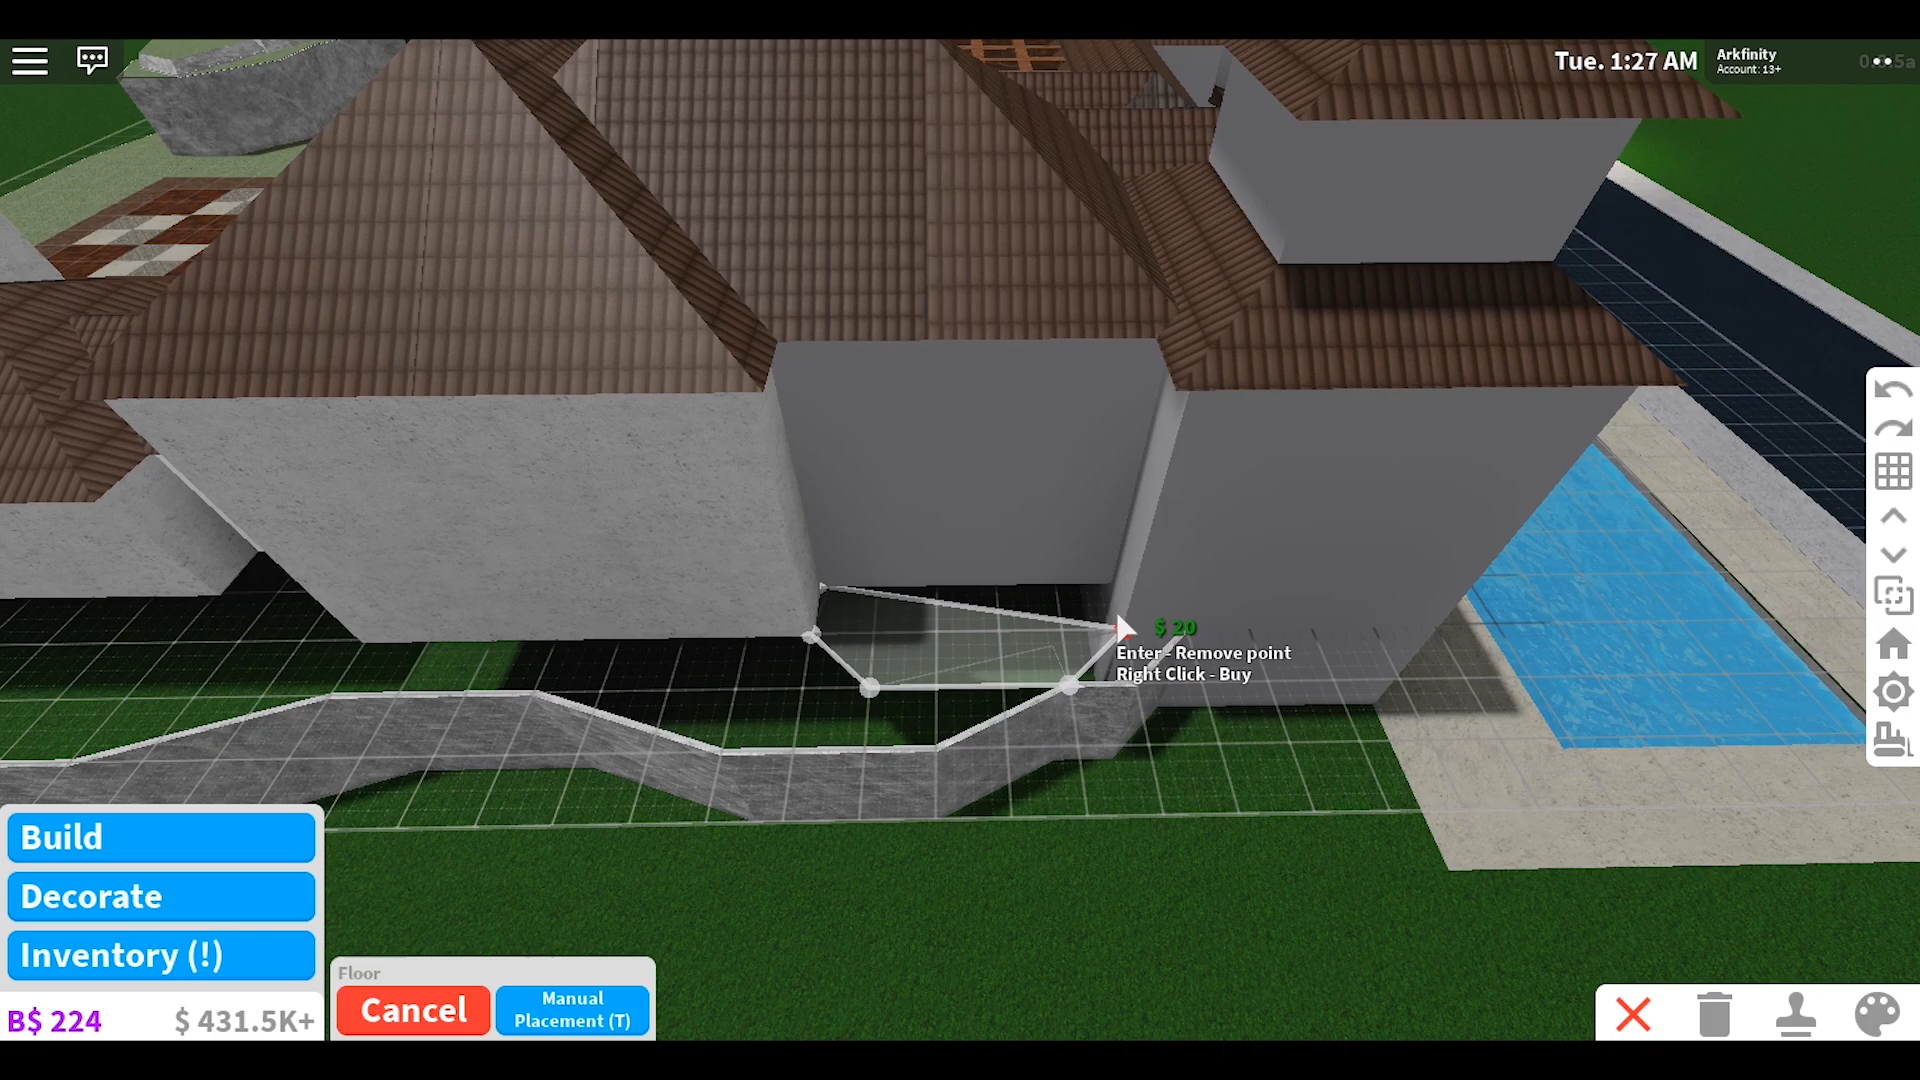 Tue. 1:27 AM
Arkfinity
Account: 13+
$ 20
Enter - Remove point
Right Click - Buy
Build
Decorate
Inventory (!)
B$ 224
$ 431.5K+
Floor
Cancel
Manual
Placement (T)